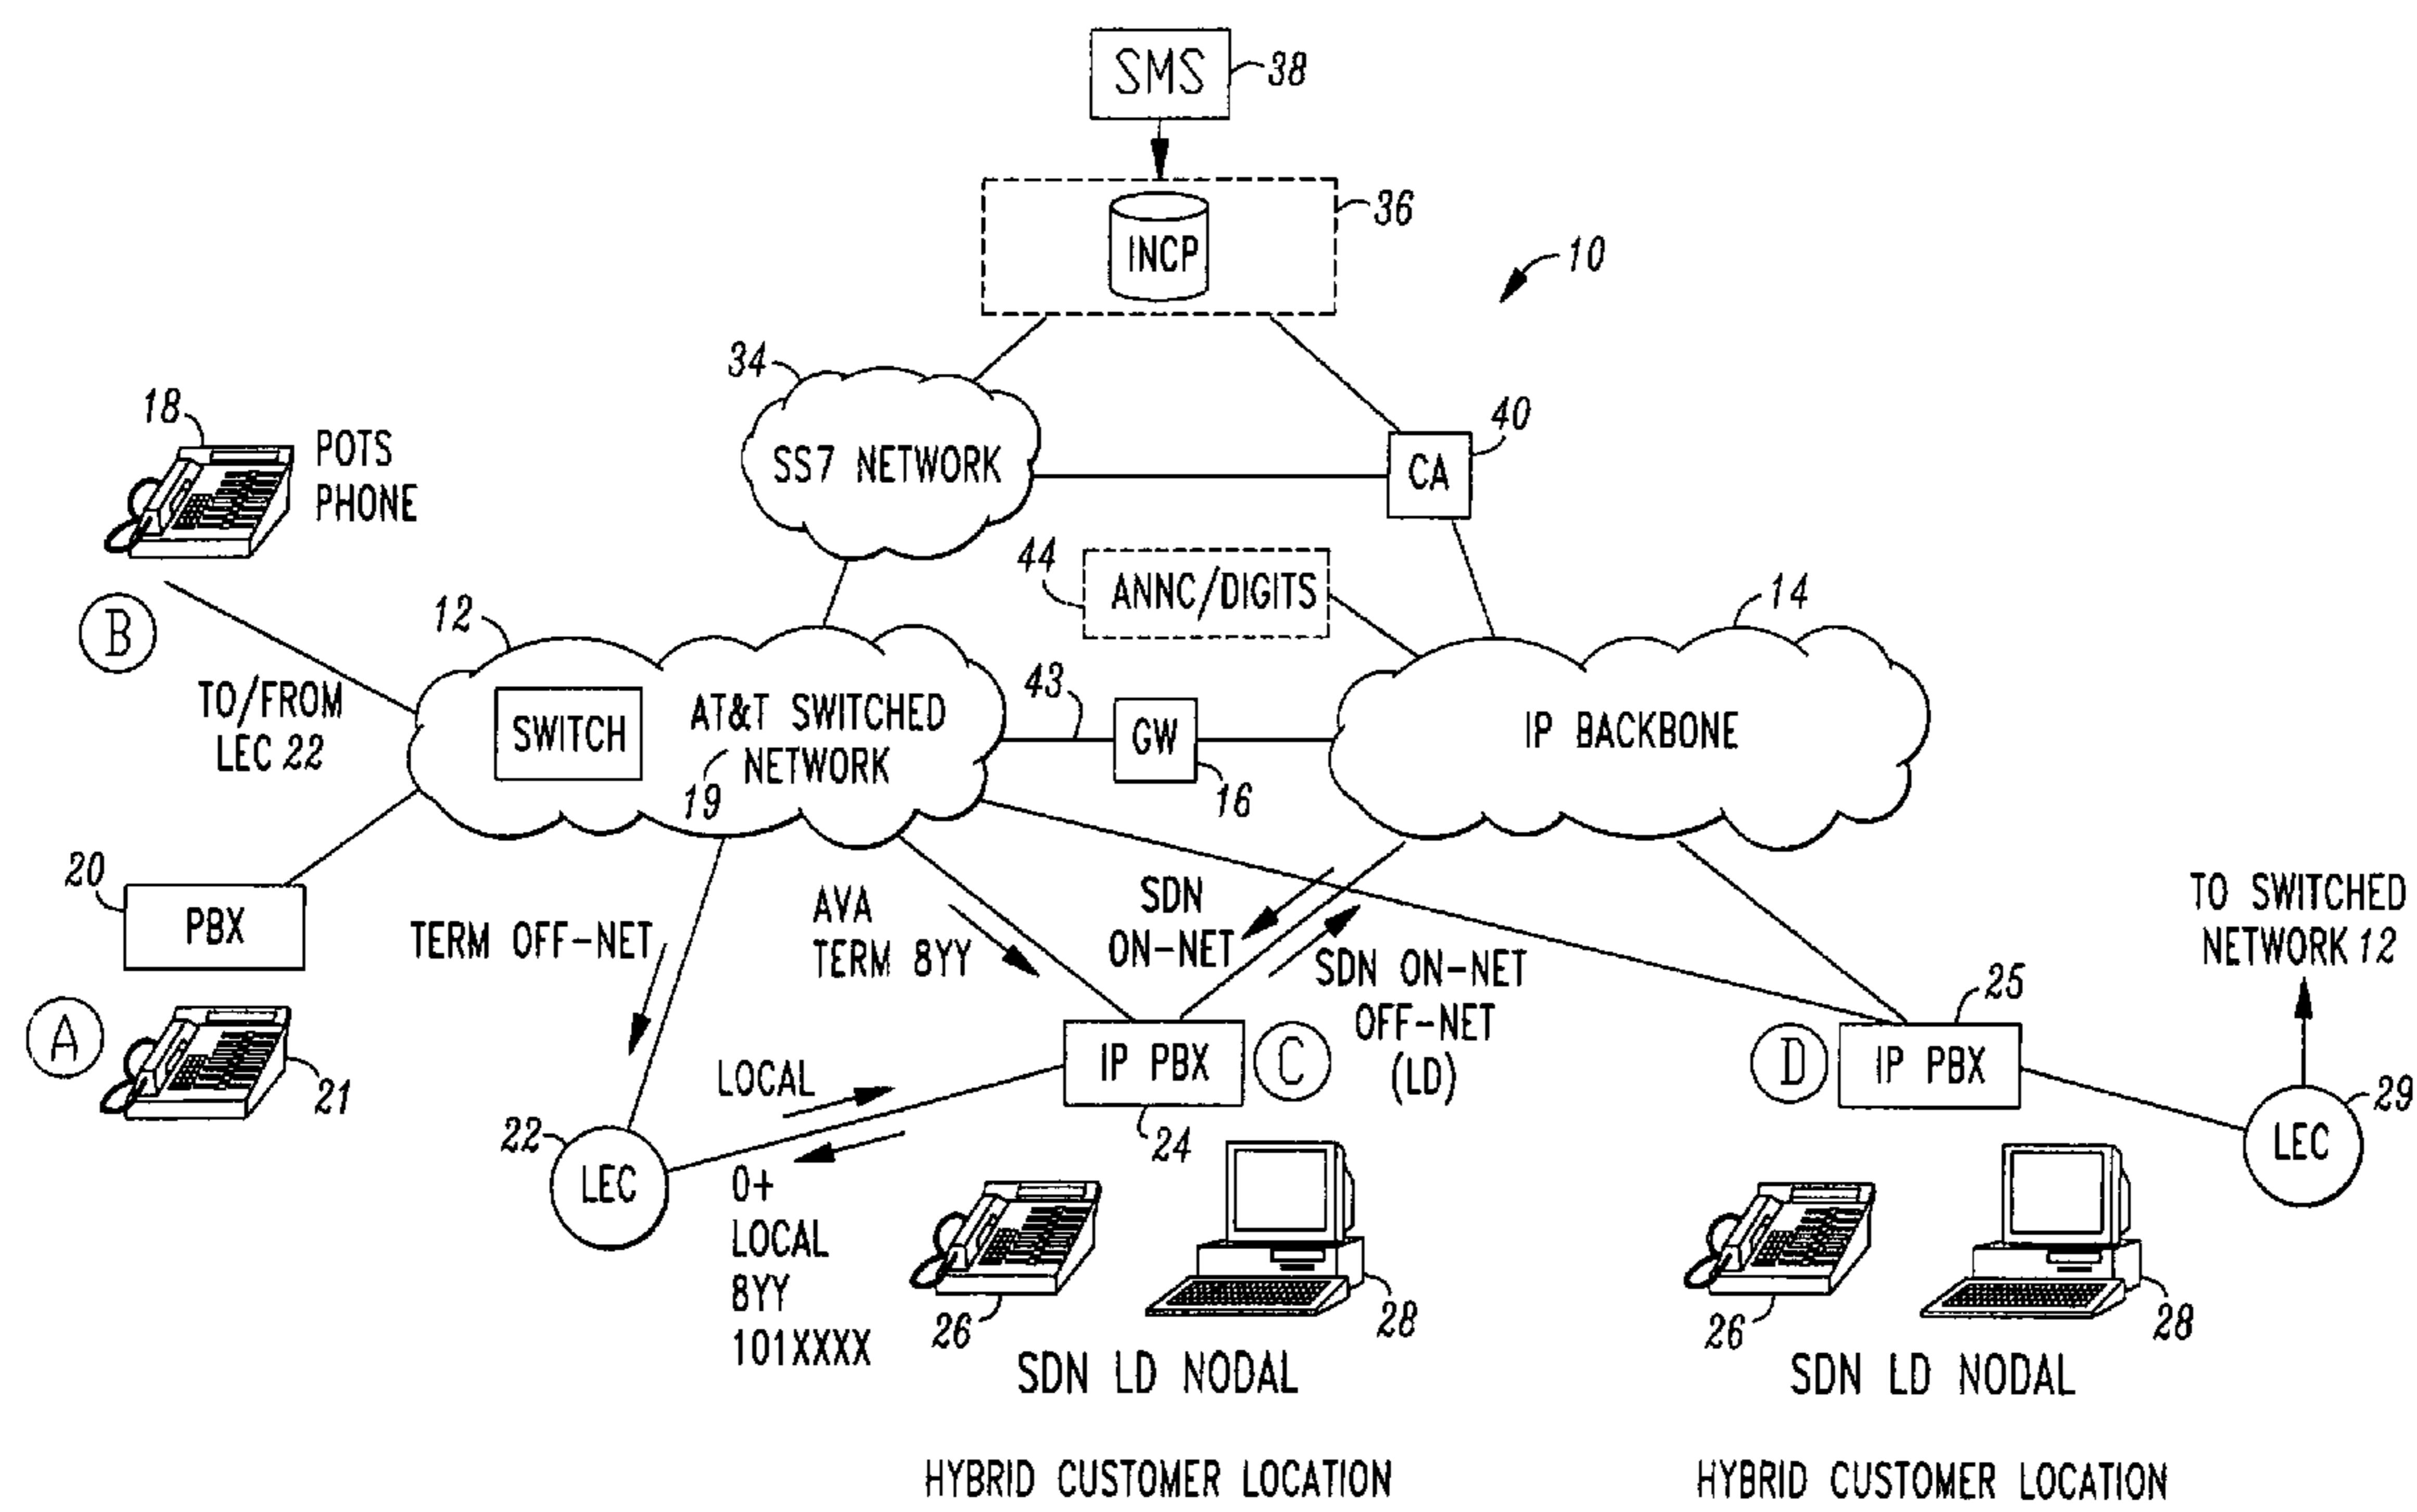 SMS
38
INCP
36
10
34
SS7 NETWORK
40
CA
18
POTS
PHONE
B
44
ANNC/DIGITS
12
14
TO/FROM
LEC 22
SWITCH
AT&T SWITCHED
NETWORK
19
43
GW
16
IP BACKBONE
20
PBX
TERM OFF-NET
AVA
TERM 8YY
SDN
ON-NET
SDN ON-NET
OFF-NET
(LD)
TO SWITCHED
NETWORK 12
A
21
LOCAL
IP PBX
C
24
D
IP PBX
25
29
LEC
22
LEC
0+
LOCAL
8YY
101XXXX
26
28
26
28
SDN LD NODAL
SDN LD NODAL
HYBRID CUSTOMER LOCATION
HYBRID CUSTOMER LOCATION